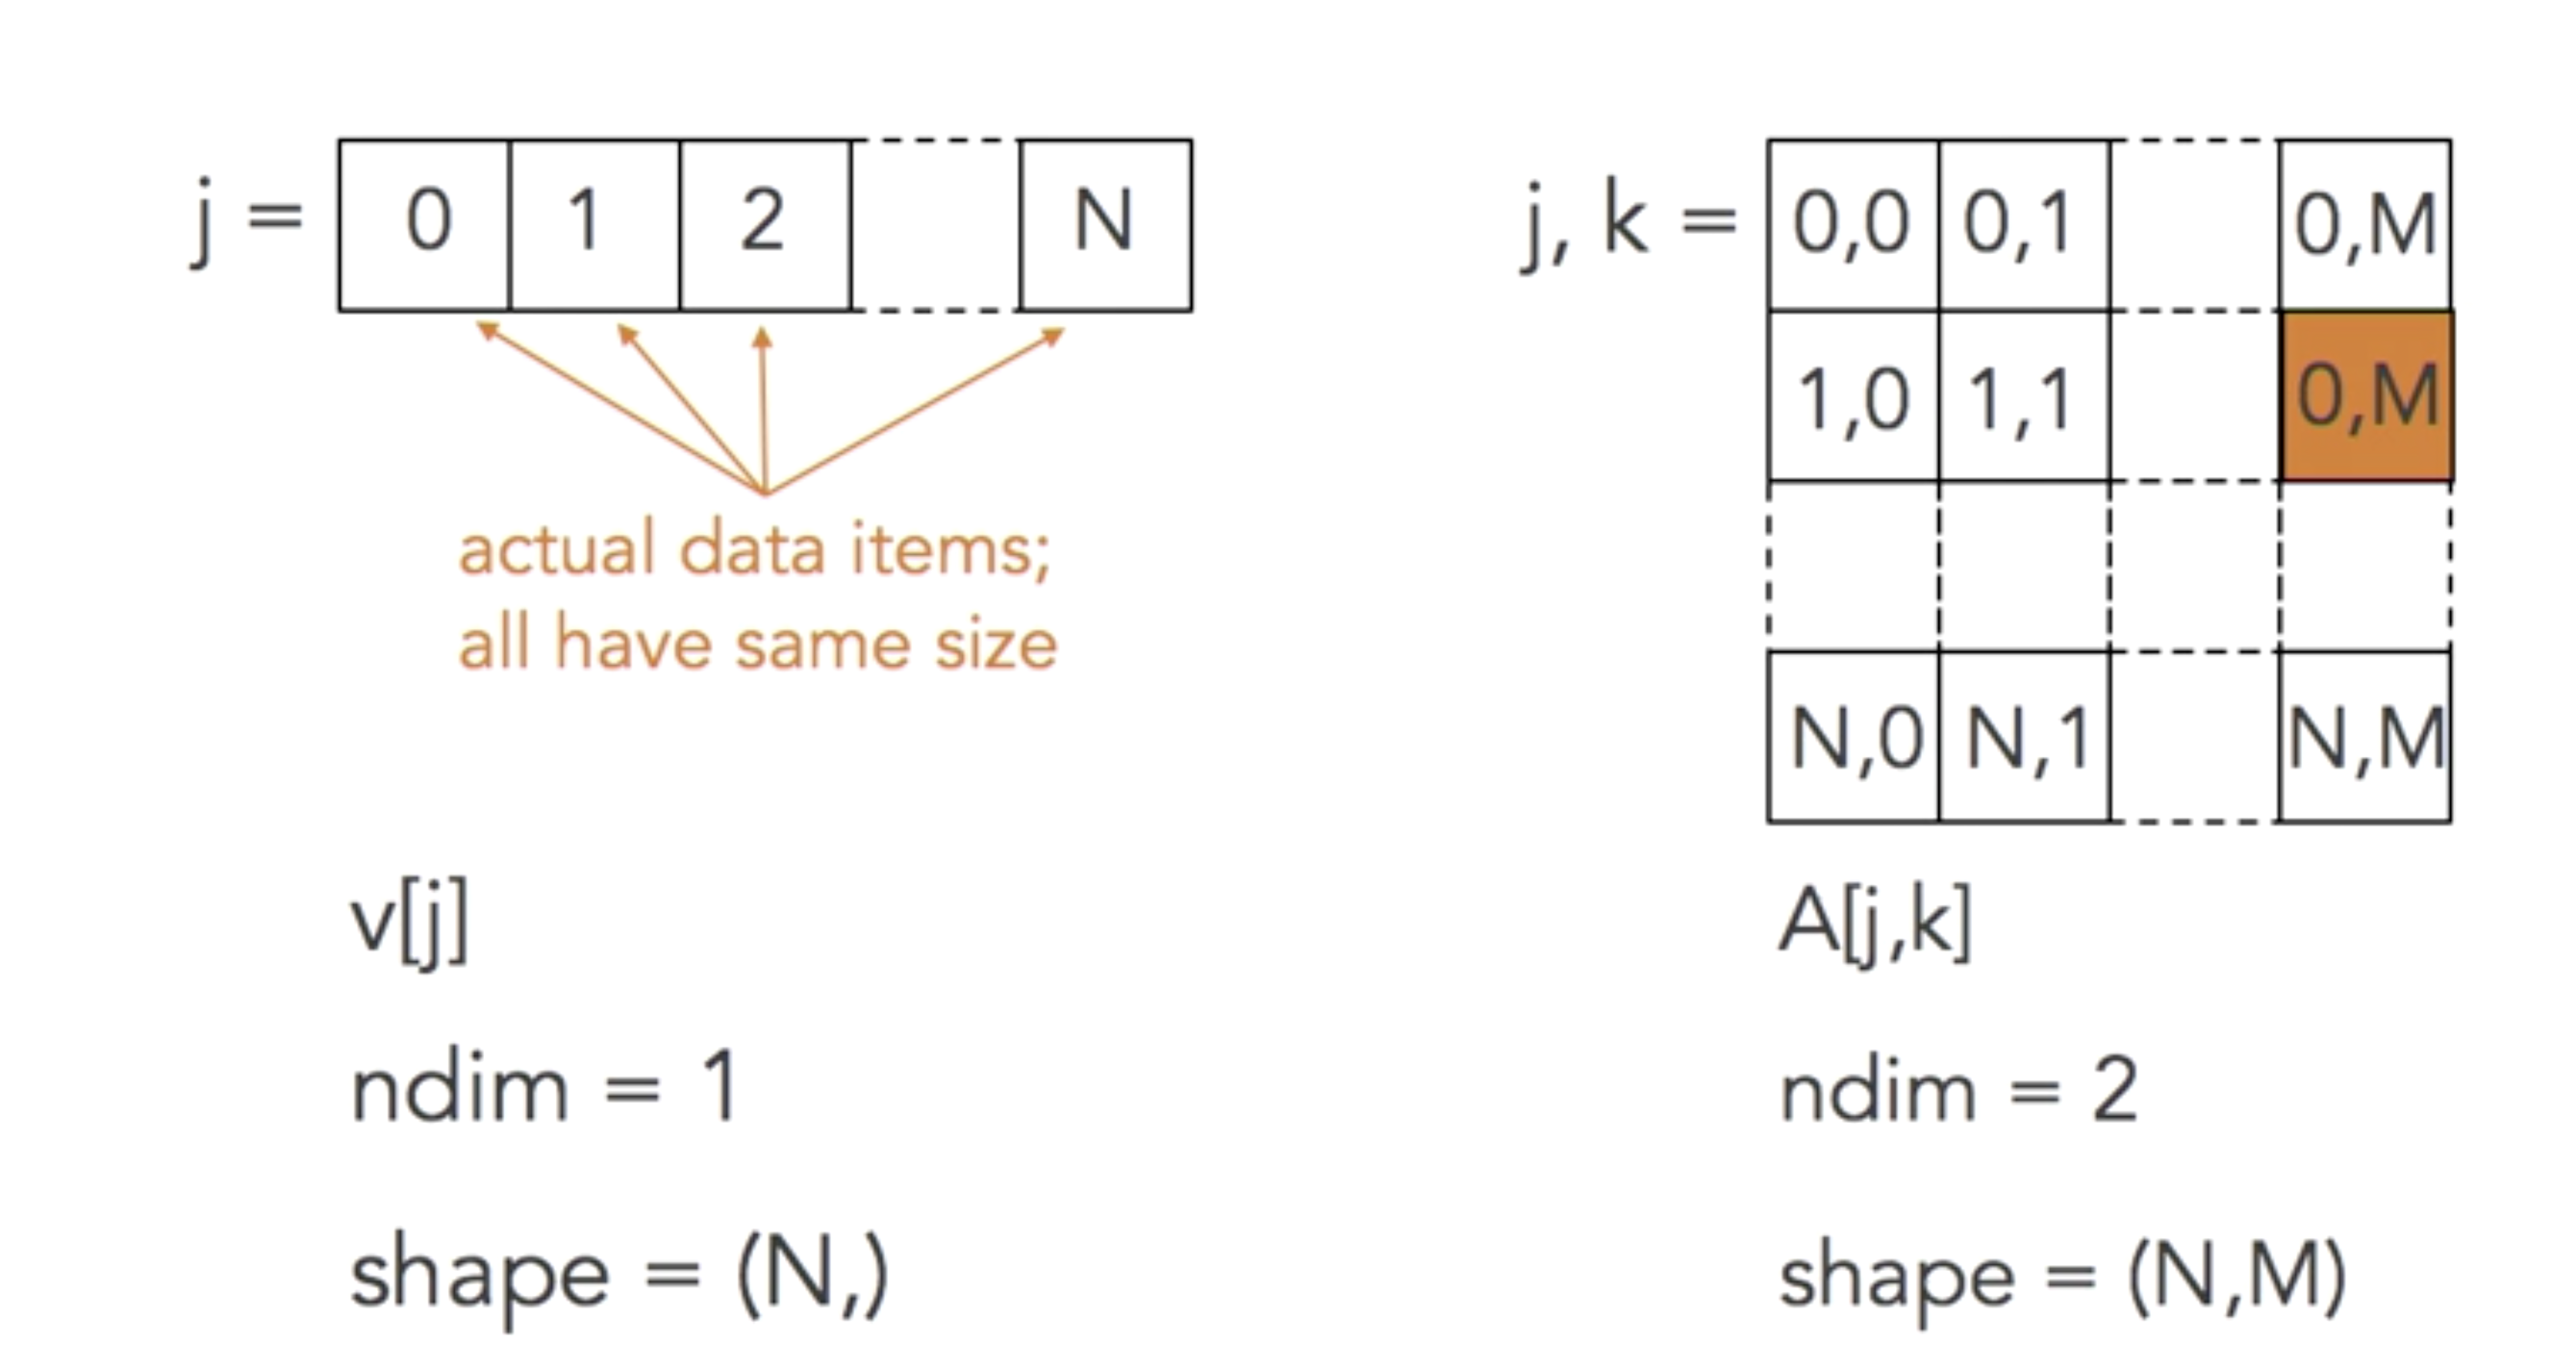 j = 0 1 2 N
actual data items;
all have same size
v[j]
ndim = 1
shape = (N,)
j, k = 0,0 0,1 0,M
1,0 1,1 0,M
N,0 N,1 N,M
A[j,k]
ndim = 2
shape = (N,M)